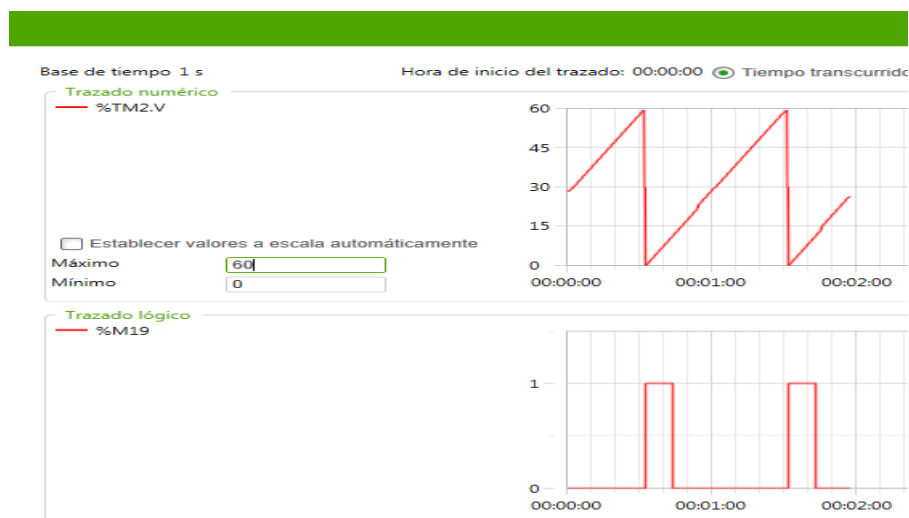 Base de tiempo 1 s Hora de inicio del trazado: 00:00:00 Tiempo transcurrido
Trazado numérico
%TM2.V
60
45
30
15
0
00:00:00 00:01:00 00:02:00
Establecer valores a escala automáticamente
Máximo 60
Mínimo 0
Trazado lógico
%M19
1
0
00:00:00 00:01:00 00:02:00